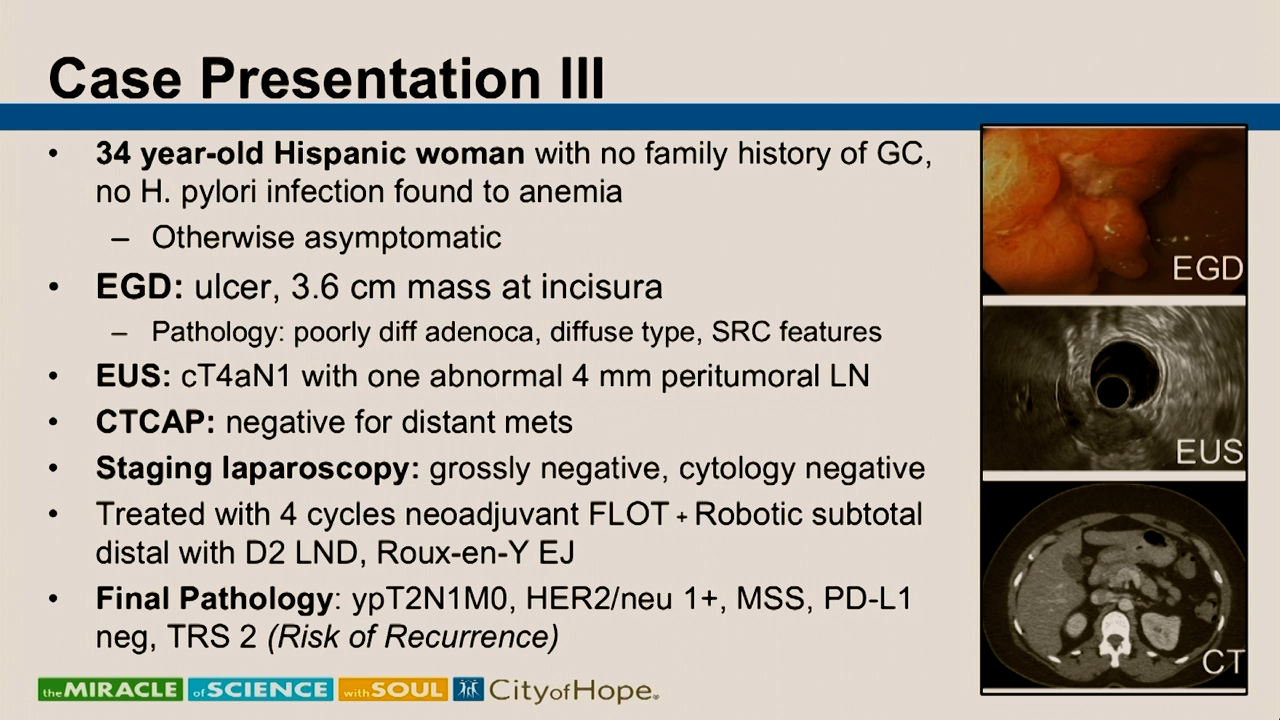 Case Presentation III
• 34 year-old Hispanic woman with no family history of GC,
no H. pylori infection found to anemia
– Otherwise asymptomatic
• EGD: ulcer, 3.6 cm mass at incisura
– Pathology: poorly diff adenoca, diffuse type, SRC features
• EUS: cT4aN1 with one abnormal 4 mm peritumoral LN
• CTCAP: negative for distant mets
• Staging laparoscopy: grossly negative, cytology negative
• Treated with 4 cycles neoadjuvant FLOT + Robotic subtotal
distal with D2 LND, Roux-en-Y EJ
• Final Pathology: ypT2N1M0, HER2/neu 1+, MSS, PD-L1
neg, TRS 2 (Risk of Recurrence)
EGD
EUS
CT
the MIRACLE of SCIENCE with SOUL CityofHope®